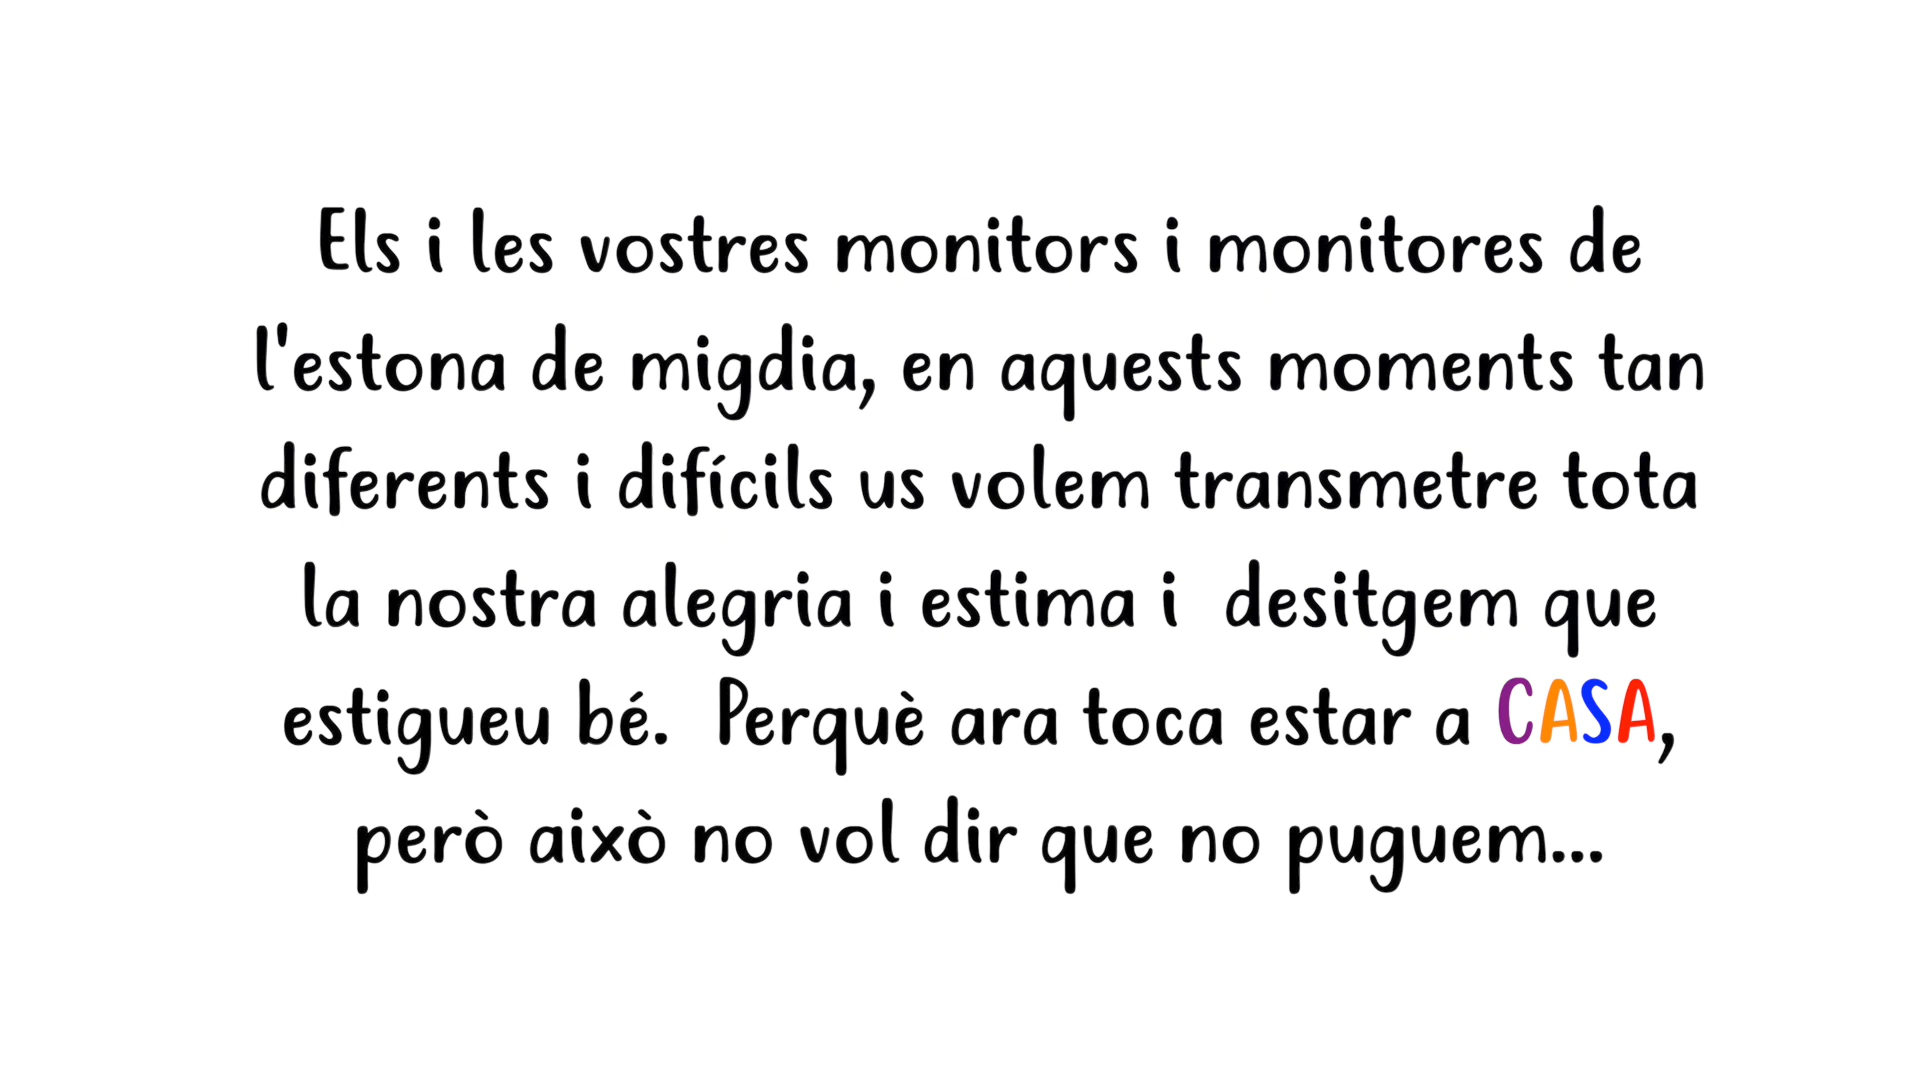 Els i les vostres monitors i monitores de
l'estona de migdia, en aquests moments tan
diferents i difícils us volem transmetre tota
la nostra alegria i estima i  desitgem que
estigueu bé.  Perquè ara toca estar a CASA,
però això no vol dir que no puguem...